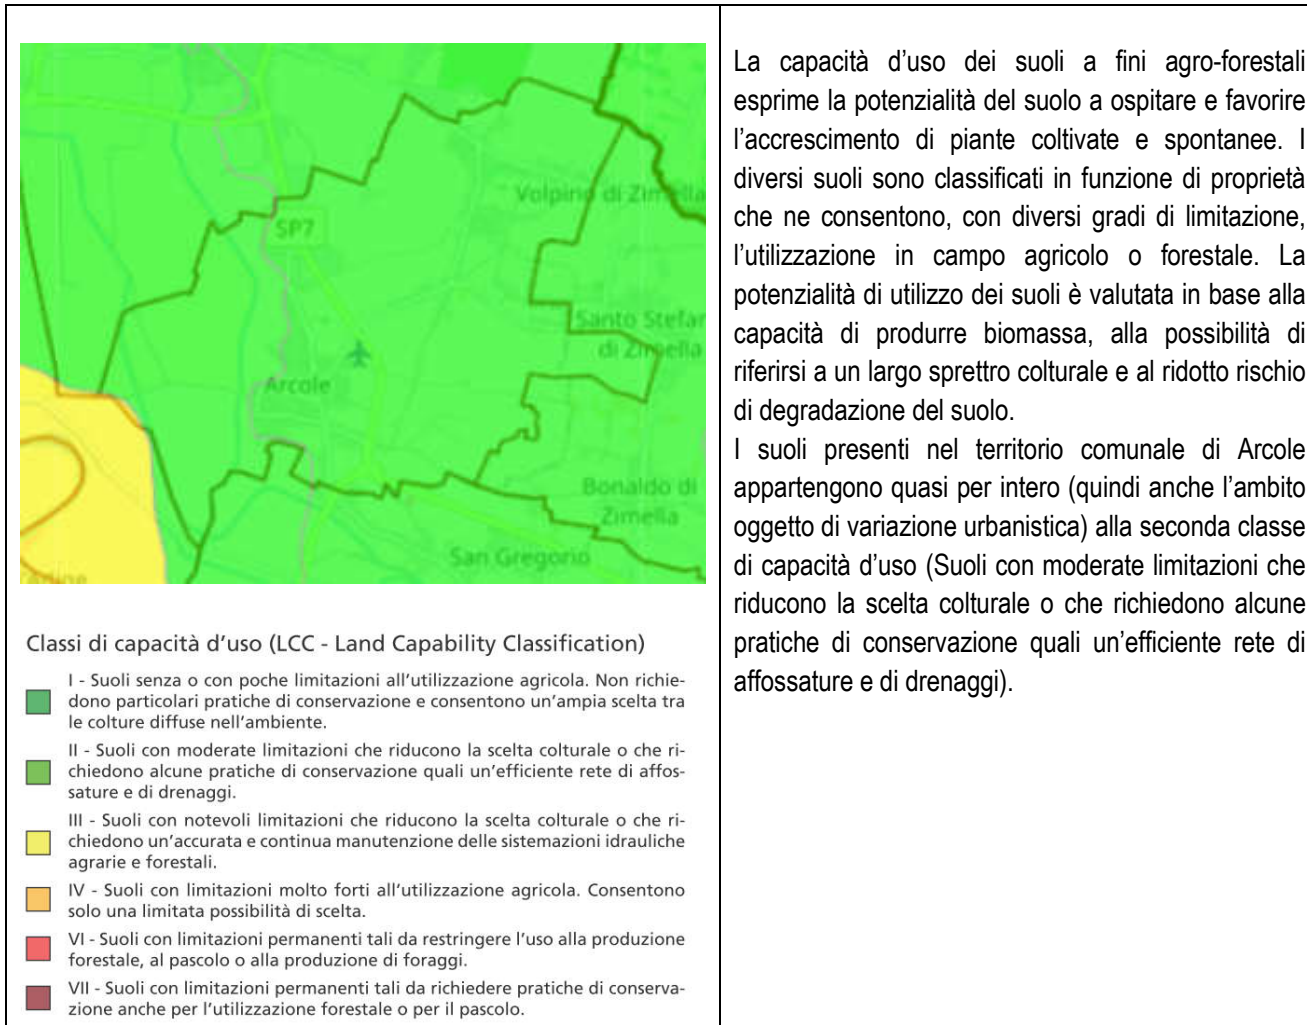 Volpino di Zimella
SP7
Santo Stefan
di Zimella
Arcole
Bonaldo di
Zimella
San Gregorio
Classi di capacità d'uso (LCC - Land Capability Classification)
I - Suoli senza o con poche limitazioni all'utilizzazione agricola. Non richie-
dono particolari pratiche di conservazione e consentono un'ampia scelta tra
le colture diffuse nell'ambiente.
II - Suoli con moderate limitazioni che riducono la scelta colturale o che ri-
chiedono alcune pratiche di conservazione quali un'efficiente rete di affos-
sature e di drenaggi.
III - Suoli con notevoli limitazioni che riducono la scelta colturale o che ri-
chiedono un'accurata e continua manutenzione delle sistemazioni idrauliche
agrarie e forestali.
IV - Suoli con limitazioni molto forti all'utilizzazione agricola. Consentono
solo una limitata possibilità di scelta.
VI - Suoli con limitazioni permanenti tali da restringere l'uso alla produzione
forestale, al pascolo o alla produzione di foraggi.
VII - Suoli con limitazioni permanenti tali da richiedere pratiche di conserva-
zione anche per l'utilizzazione forestale o per il pascolo.
La capacità d'uso dei suoli a fini agro-forestali
esprime la potenzialità del suolo a ospitare e favorire
l'accrescimento di piante coltivate e spontanee. I
diversi suoli sono classificati in funzione di proprietà
che ne consentono, con diversi gradi di limitazione,
l'utilizzazione in campo agricolo o forestale. La
potenzialità di utilizzo dei suoli è valutata in base alla
capacità di produrre biomassa, alla possibilità di
riferirsi a un largo sprettro colturale e al ridotto rischio
di degradazione del suolo.
I suoli presenti nel territorio comunale di Arcole
appartengono quasi per intero (quindi anche l'ambito
oggetto di variazione urbanistica) alla seconda classe
di capacità d'uso (Suoli con moderate limitazioni che
riducono la scelta colturale o che richiedono alcune
pratiche di conservazione quali un'efficiente rete di
affossature e di drenaggi).